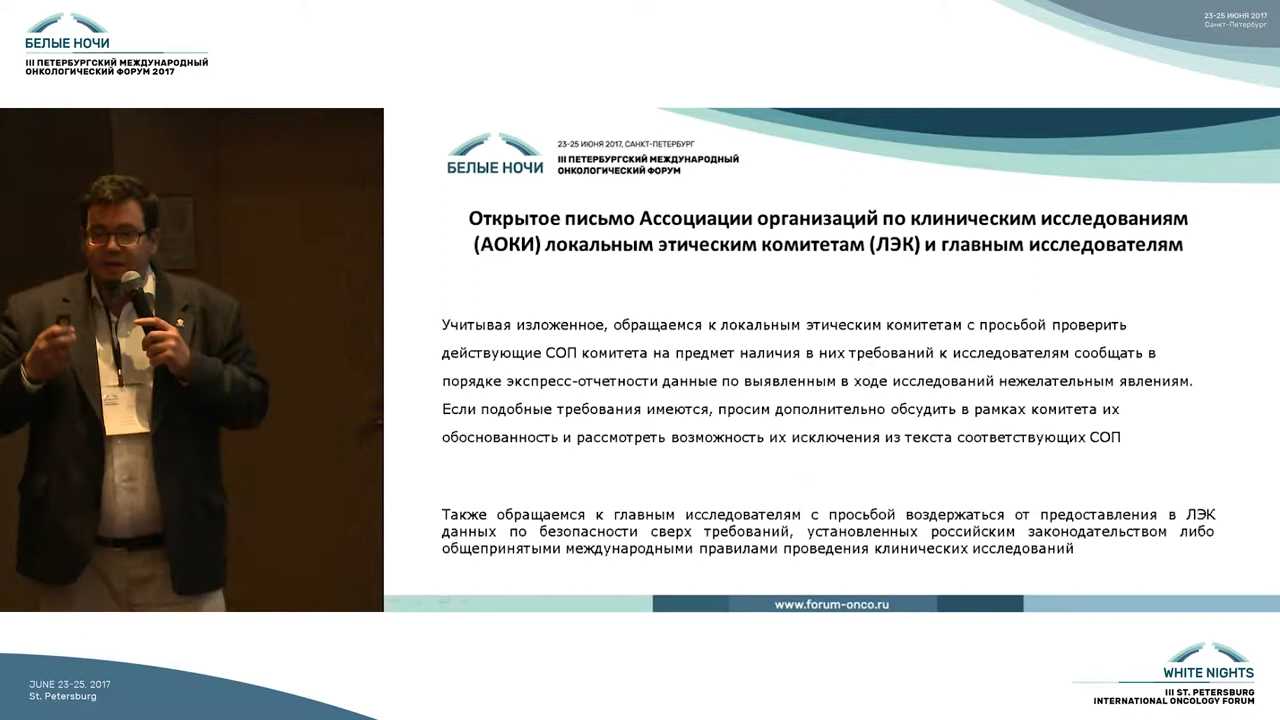 БЕЛЫЕ НОЧИ
III ПЕТЕРБУРГСКИЙ МЕЖДУНАРОДНЫЙ
ОНКОЛОГИЧЕСКИЙ ФОРУМ 2017
23-25 ИЮНЯ 2017
Санкт-Петербург
БЕЛЫЕ НОЧИ
23-25 ИЮНЯ 2017, САНКТ-ПЕТЕРБУРГ
III ПЕТЕРБУРГСКИЙ МЕЖДУНАРОДНЫЙ
ОНКОЛОГИЧЕСКИЙ ФОРУМ
Открытое письмо Ассоциации организаций по клиническим исследованиям
(АОКИ) локальным этическим комитетам (ЛЭК) и главным исследователям
Учитывая изложенное, обращаемся к локальным этическим комитетам с просьбой проверить
действующие СОП комитета на предмет наличия в них требований к исследователям сообщать в
порядке экспресс-отчетности данные по выявленным в ходе исследований нежелательным явлениям.
Если подобные требования имеются, просим дополнительно обсудить в рамках комитета их
обоснованность и рассмотреть возможность их исключения из текста соответствующих СОП
Также обращаемся к главным исследователям с просьбой воздержаться от предоставления в ЛЭК
данных по безопасности сверх требований, установленных российским законодательством либо
общепринятыми международными правилами проведения клинических исследований
www.forum-onco.ru
JUNE 23-25, 2017
St. Petersburg
WHITE NIGHTS
III ST. PETERSBURG
INTERNATIONAL ONCOLOGY FORUM